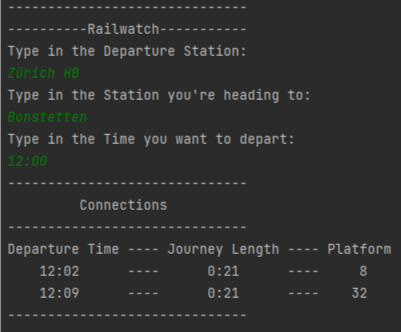 ------------------------------
----------Railwatch-----------
Type in the Departure Station:
Zürich HB
Type in the Station you're heading to:
Bonstetten
Type in the Time you want to depart:
12:00
------------------------------
         Connections
------------------------------
Departure Time ---- Journey Length ---- Platform
    12:02      ----      0:21      ----     8
    12:09      ----      0:21      ----    32
------------------------------